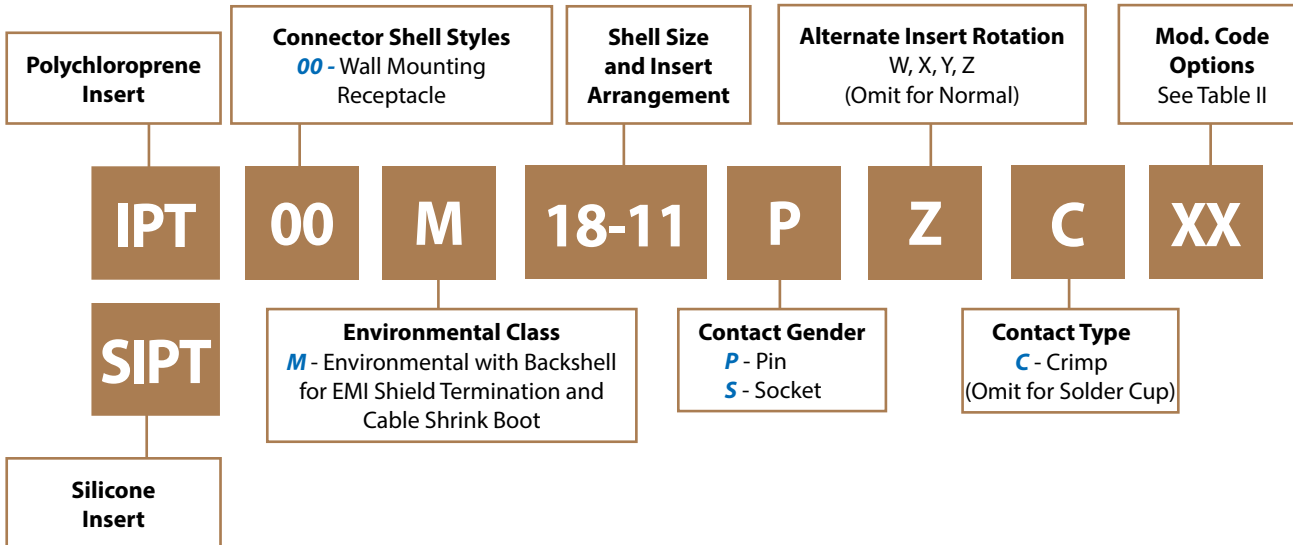 Polychloroprene
Insert
Connector Shell Styles
00 - Wall Mounting
Receptacle
Shell Size
and Insert
Arrangement
Alternate Insert Rotation
W, X, Y, Z
(Omit for Normal)
Mod. Code
Options
See Table II
IPT 00 M 18-11 P Z C XX
SIPT
Environmental Class
M - Environmental with Backshell
for EMI Shield Termination and
Cable Shrink Boot
Contact Gender
P - Pin
S - Socket
Contact Type
C - Crimp
(Omit for Solder Cup)
Silicone
Insert